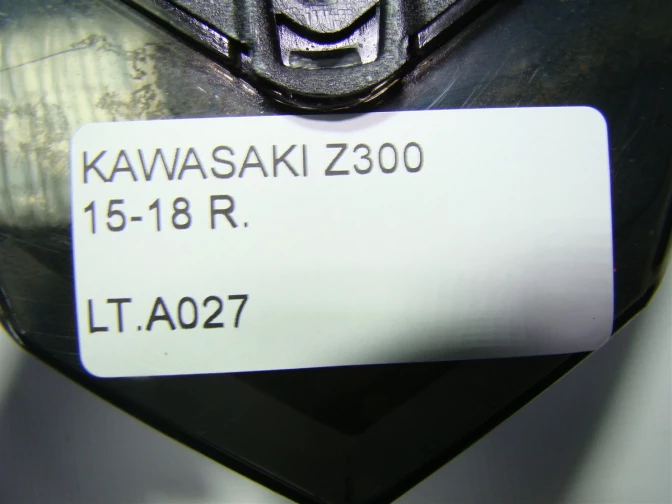 KAWASAKI Z300
15-18 R.
LT.A027